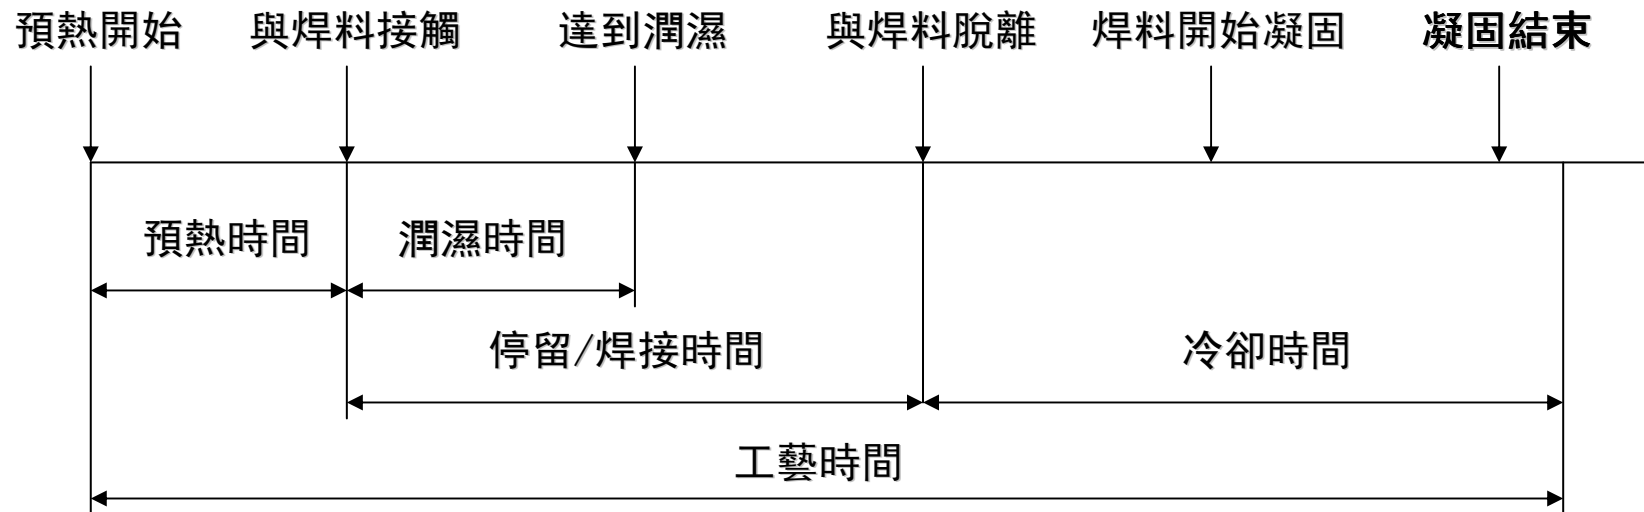 預熱開始 與焊料接觸 達到潤濕 與焊料脫離 焊料開始凝固 凝固結束
預熱時間 潤濕時間
停留/焊接時間 冷卻時間
工藝時間